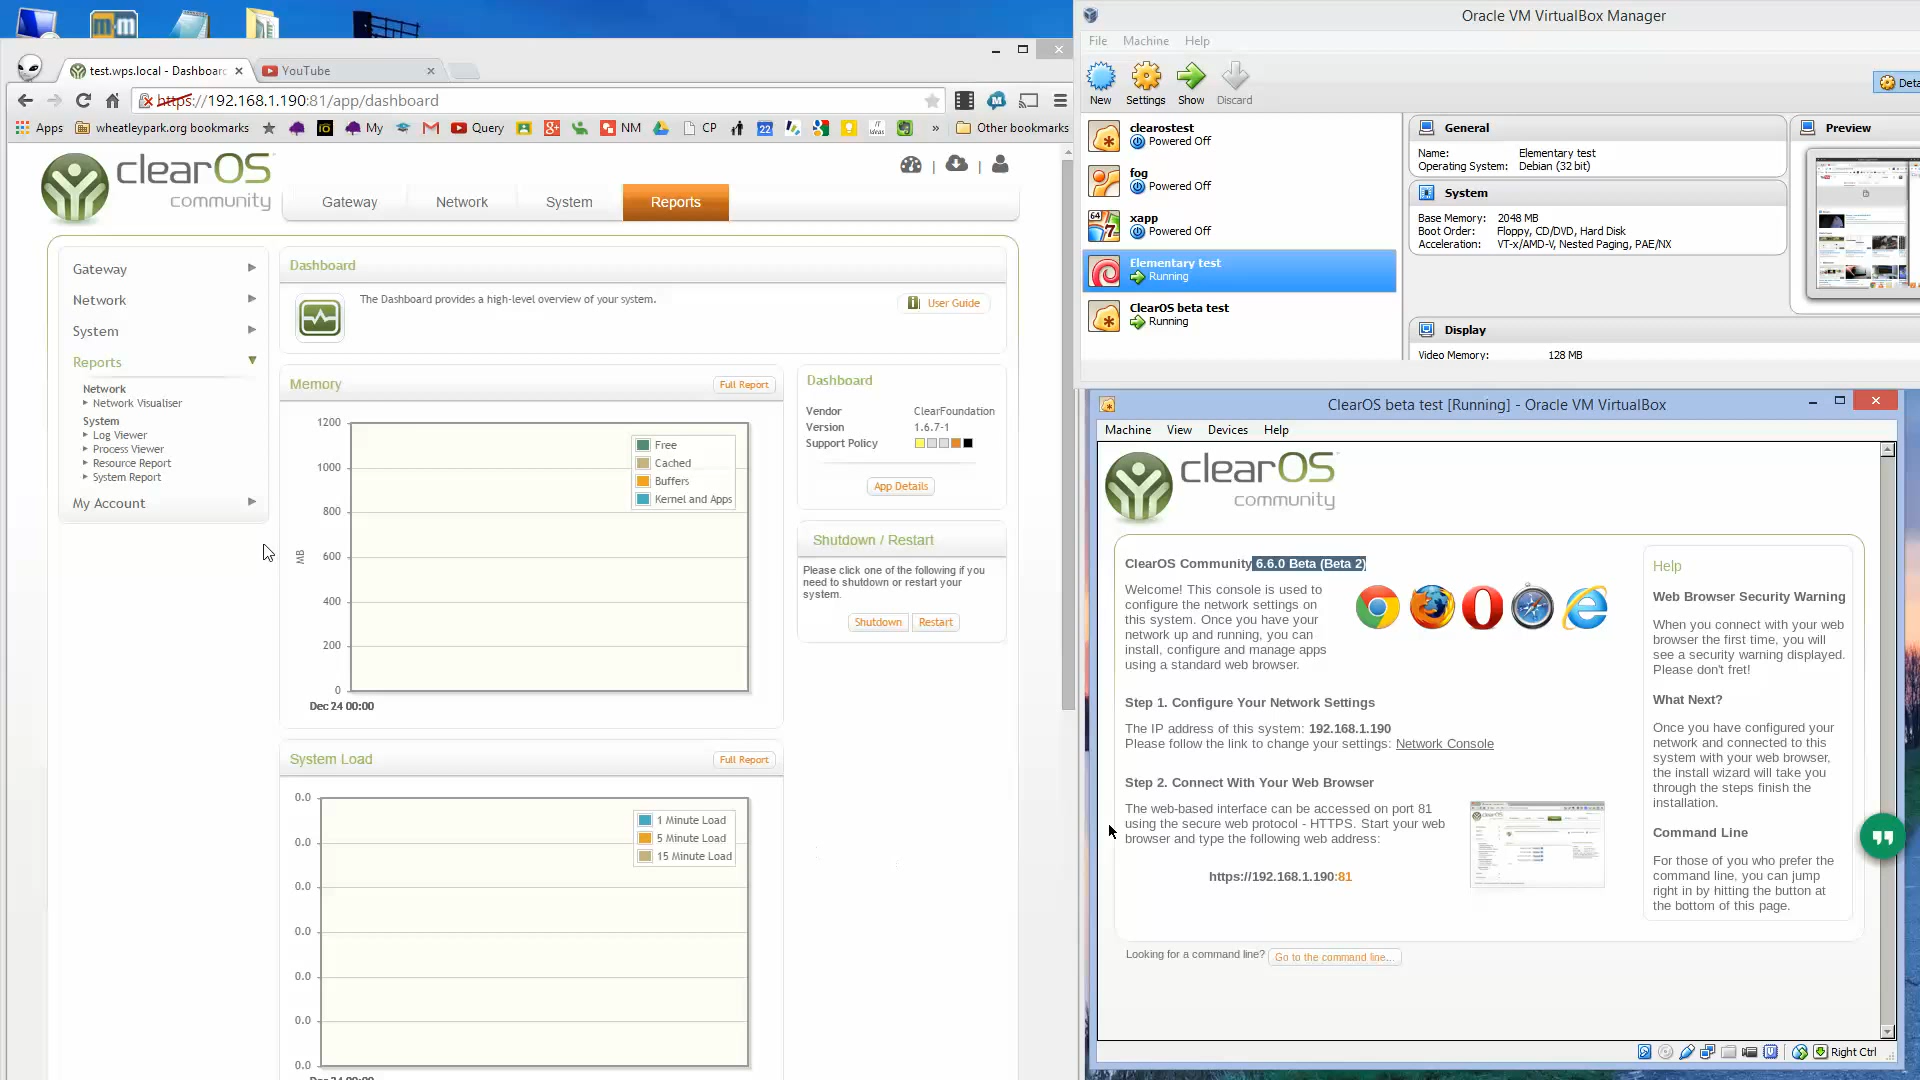 test.wps.local - Dashboard
YouTube
https://192.168.1.190:81/app/dashboard
Apps
wheatleypark.org bookmarks
My
Query
NM
CP
Other bookmarks
clearOS
community
Gateway
Network
System
Reports
Gateway
Network
System
Reports
Network
Network Visualiser
System
Log Viewer
Process Viewer
Resource Report
System Report
My Account
Dashboard
The Dashboard provides a high-level overview of your system.
User Guide
Memory
Full Report
1200
1000
800
600
400
200
0
MB
Free
Cached
Buffers
Kernel and Apps
Dec 24 00:00
System Load
Full Report
0.0
0.0
0.0
0.0
0.0
0.0
0.0
1 Minute Load
5 Minute Load
15 Minute Load
Dec 24 00:00
Dashboard
Vendor ClearFoundation
Version 1.6.7-1
Support Policy
App Details
Shutdown / Restart
Please click one of the following if you
need to shutdown or restart your
system.
Shutdown
Restart
Oracle VM VirtualBox Manager
File Machine Help
New
Settings
Show
Discard
Deta
clearostest
Powered Off
fog
Powered Off
xapp
Powered Off
Elementary test
Running
ClearOS beta test
Running
General
Name: Elementary test
Operating System: Debian (32 bit)
System
Base Memory: 2048 MB
Boot Order: Floppy, CD/DVD, Hard Disk
Acceleration: VT-x/AMD-V, Nested Paging, PAE/NX
Display
Video Memory: 128 MB
Preview
ClearOS beta test [Running] - Oracle VM VirtualBox
Machine View Devices Help
clearOS
community
ClearOS Community 6.6.0 Beta (Beta 2)
Welcome! This console is used to
configure the network settings on
this system. Once you have your
network up and running, you can
install, configure and manage apps
using a standard web browser.
Step 1. Configure Your Network Settings
The IP address of this system: 192.168.1.190
Please follow the link to change your settings: Network Console
Step 2. Connect With Your Web Browser
The web-based interface can be accessed on port 81
using the secure web protocol - HTTPS. Start your web
browser and type the following web address:
https://192.168.1.190:81
Looking for a command line?
Go to the command line...
Help
Web Browser Security Warning
When you connect with your web
browser the first time, you will
see a security warning displayed.
Please don't fret!
What Next?
Once you have configured your
network and connected to this
system with your web browser,
the install wizard will take you
through the steps finish the
installation.
Command Line
For those of you who prefer the
command line, you can jump
right in by hitting the button at
the bottom of this page.
Right Ctrl